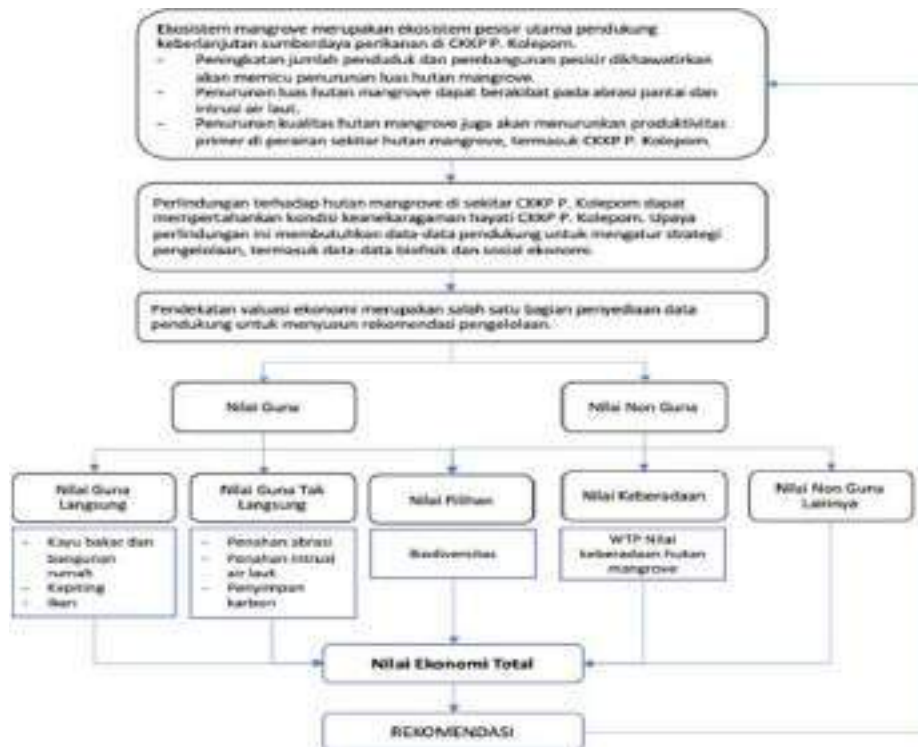 Ekosistem mangrove merupakan ekosistem pesisir utama pendukung
keberlanjutan sumberdaya perikanan di CKKP P. Kolepom.
- Peningkatan jumlah penduduk dan pembangunan pesisir dikhawatirkan
akan memicu penurunan luas hutan mangrove.
- Penurunan luas hutan mangrove dapat berakibat pada abrasi pantai dan
intrusi air laut.
- Penurunan kualitas hutan mangrove juga akan menurunkan produktivitas
primer di perairan sekitar hutan mangrove, termasuk CKKP P. Kolepom.
Perlindungan terhadap hutan mangrove di sekitar CKKP P. Kolepom dapat
mempertahankan kondisi keanekaragaman hayati CKKP P. Kolepom. Upaya
perlindungan ini membutuhkan data-data pendukung untuk mengatur strategi
pengelolaan, termasuk data-data biofisik dan sosial ekonomi.
Pendekatan valuasi ekonomi merupakan salah satu bagian penyediaan data
pendukung untuk menyusun rekomendasi pengelolaan.
Nilai Guna
Nilai Non Guna
Nilai Guna
Langsung
Nilai Guna Tak
Langsung
Nilai Pilihan
Nilai Keberadaan
Nilai Non Guna
Lainnya
- Kayu bakar dan
bangunan
rumah
- Kepiting
- Ikan
- Penahan abrasi
- Penahan intrusi
air laut
- Penyimpan
karbon
Biodiversitas
WTP Nilai
keberadaan hutan
mangrove
Nilai Ekonomi Total
REKOMENDASI